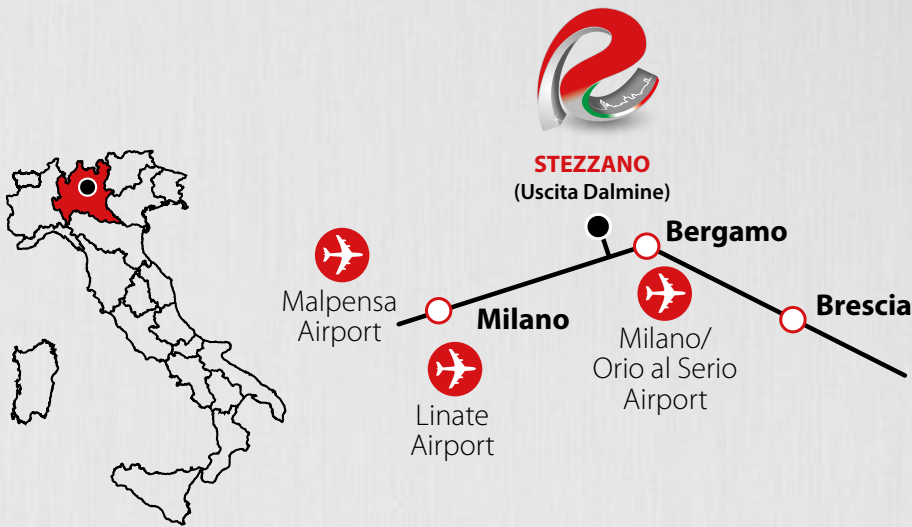 STEZZANO
(Uscita Dalmine)
Bergamo
Malpensa
Airport
Milano
Brescia
Milano/
Orio al Serio
Airport
Linate
Airport